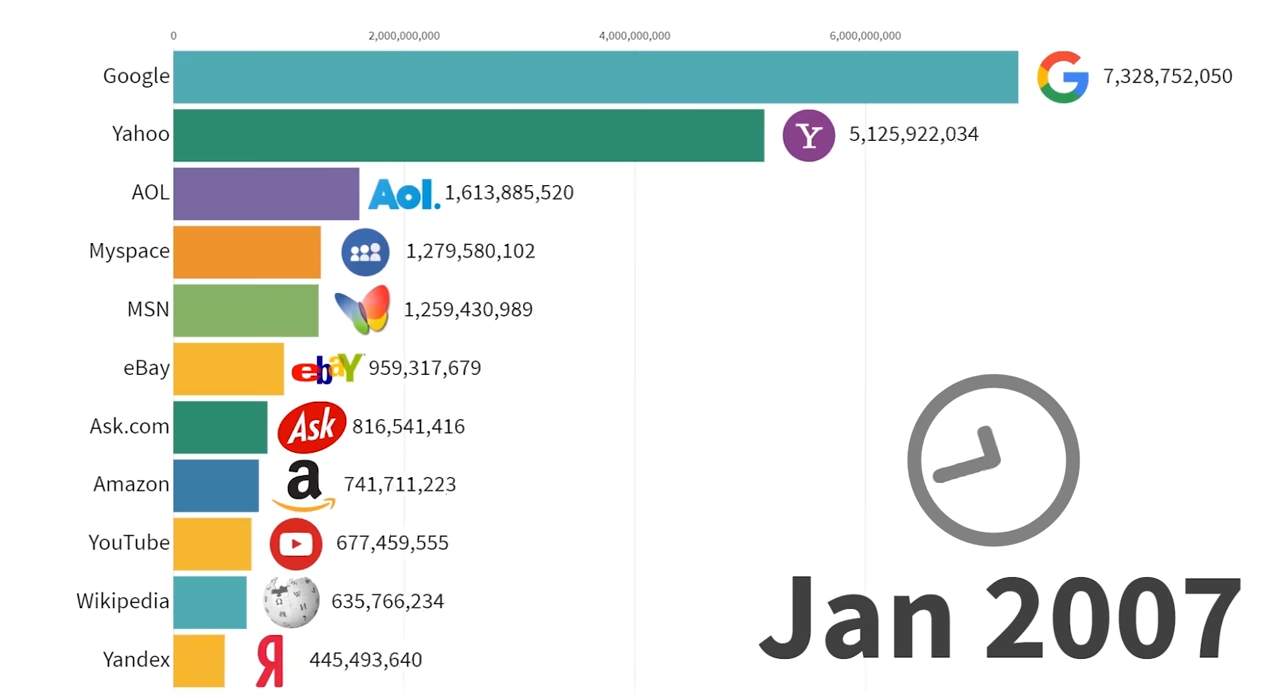 0 2,000,000,000 4,000,000,000 6,000,000,000
Google G 7,328,752,050
Yahoo Y 5,125,922,034
AOL Aol. 1,613,885,520
Myspace 1,279,580,102
MSN 1,259,430,989
eBay ebaY 959,317,679
Ask.com Ask 816,541,416
Amazon a 741,711,223
YouTube 677,459,555
Wikipedia Ω W И 635,766,234
Yandex Я 445,493,640
Jan 2007